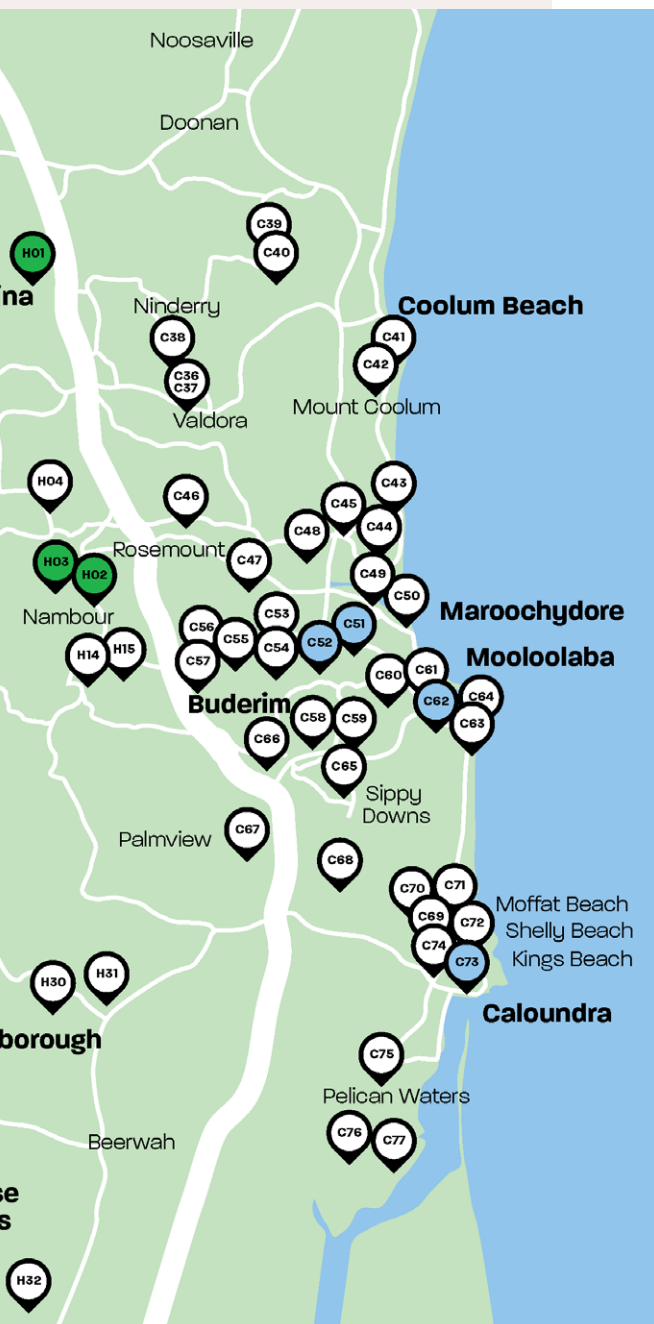 Noosaville
Doonan
C39
C40
H01
na
Ninderry
Coolum Beach
C38
C41
C42
C36
C37
Mount Coolum
Valdora
H04
C46
C43
C45
C44
C48
Rosemount
C47
H03
H02
C49
C50
Nambour
C53
Maroochydore
C56
C55
C51
C52
C54
H14
H15
C57
Mooloolaba
C60
C61
C62
C64
C63
Buderim
C58
C59
C66
C65
Sippy
Downs
C67
Palmview
C68
C70
C71
Moffat Beach
C69
C72
Shelly Beach
C74
C73
Kings Beach
H30
H31
Caloundra
borough
C75
Pelican Waters
C76
C77
Beerwah
se
s
H32